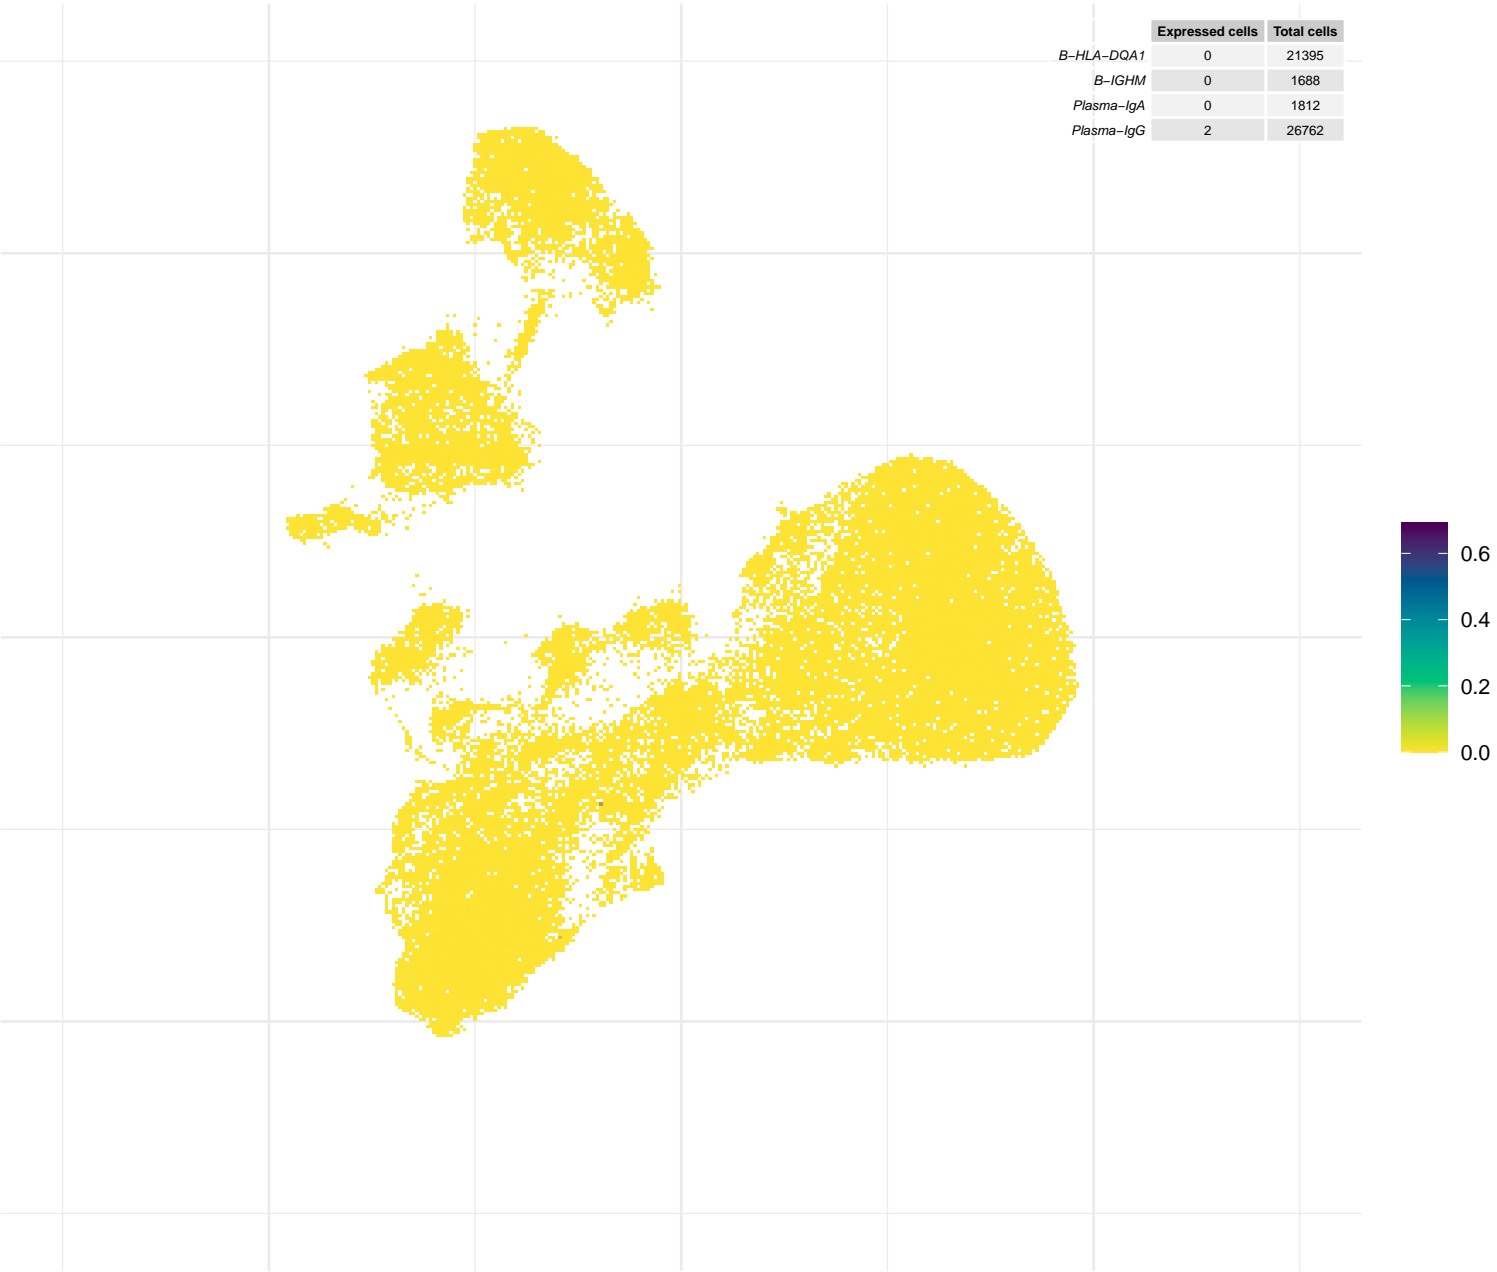 Expressed cells Total cells
B−HLA−DQA1 0 21395
B−IGHM 0 1688
Plasma−IgA 0 1812
Plasma−IgG 2 26762
0.6
0.4
0.2
0.0